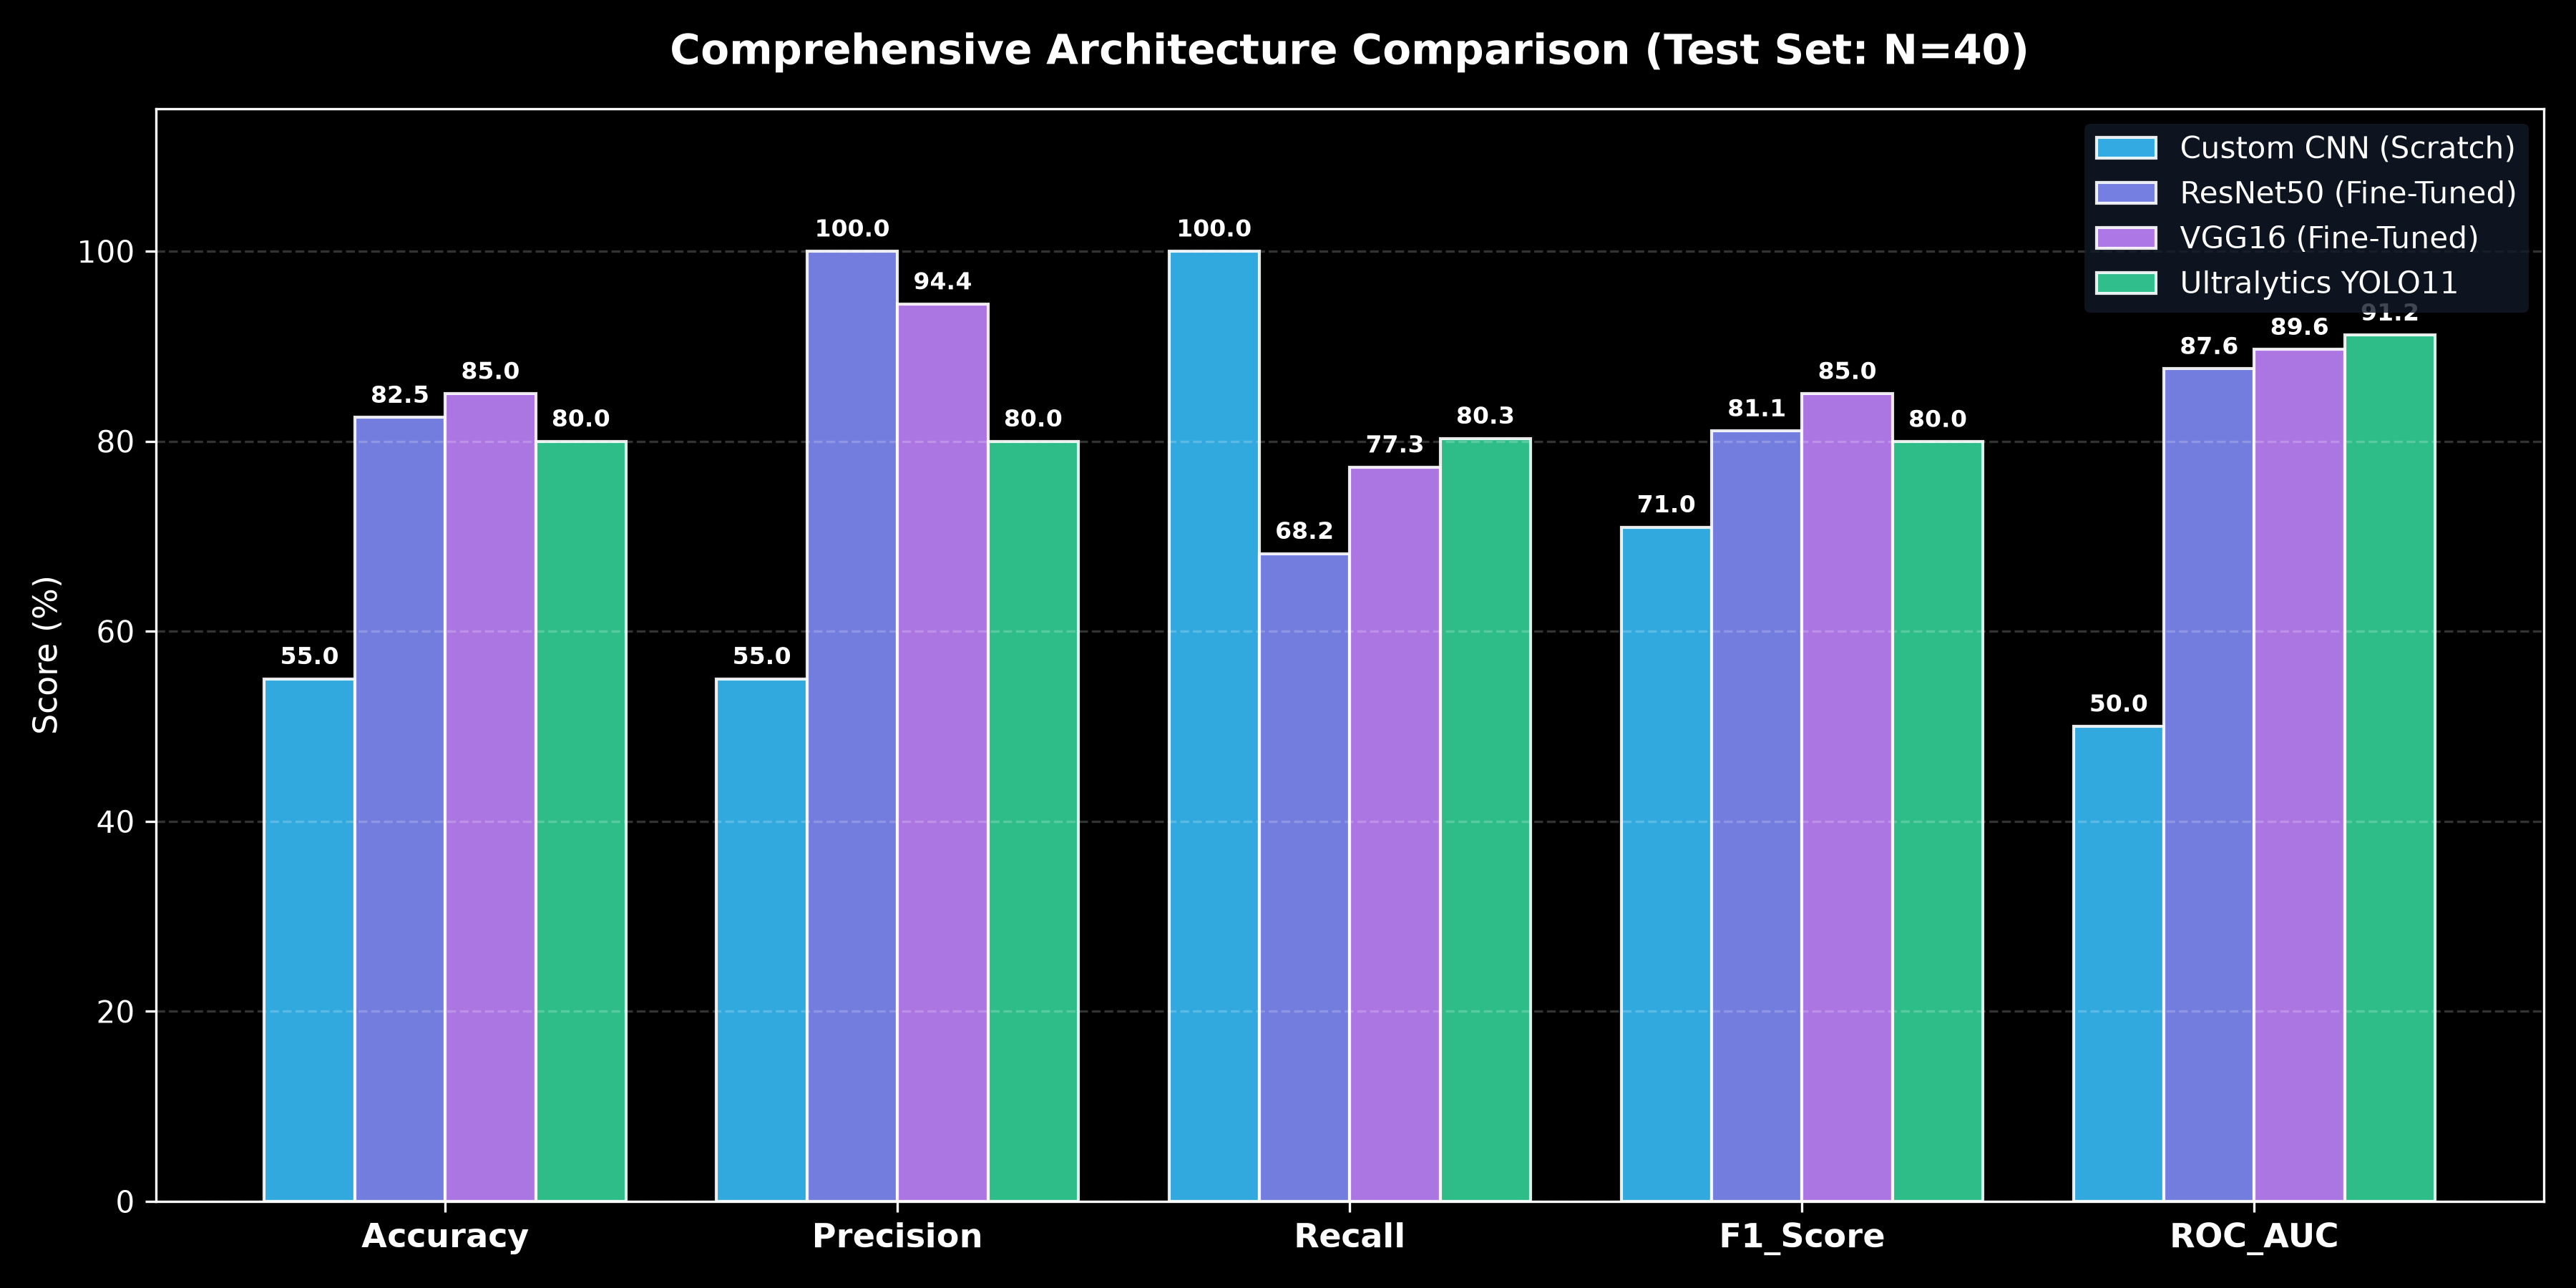 Comprehensive Architecture Comparison (Test Set: N=40)
Custom CNN (Scratch)
ResNet50 (Fine-Tuned)
VGG16 (Fine-Tuned)
Ultralytics YOLO11
Score (%)
100
80
60
40
20
0
55.0
82.5
85.0
80.0
55.0
100.0
94.4
80.0
100.0
68.2
77.3
80.3
71.0
81.1
85.0
80.0
50.0
87.6
89.6
91.2
Accuracy
Precision
Recall
F1_Score
ROC_AUC